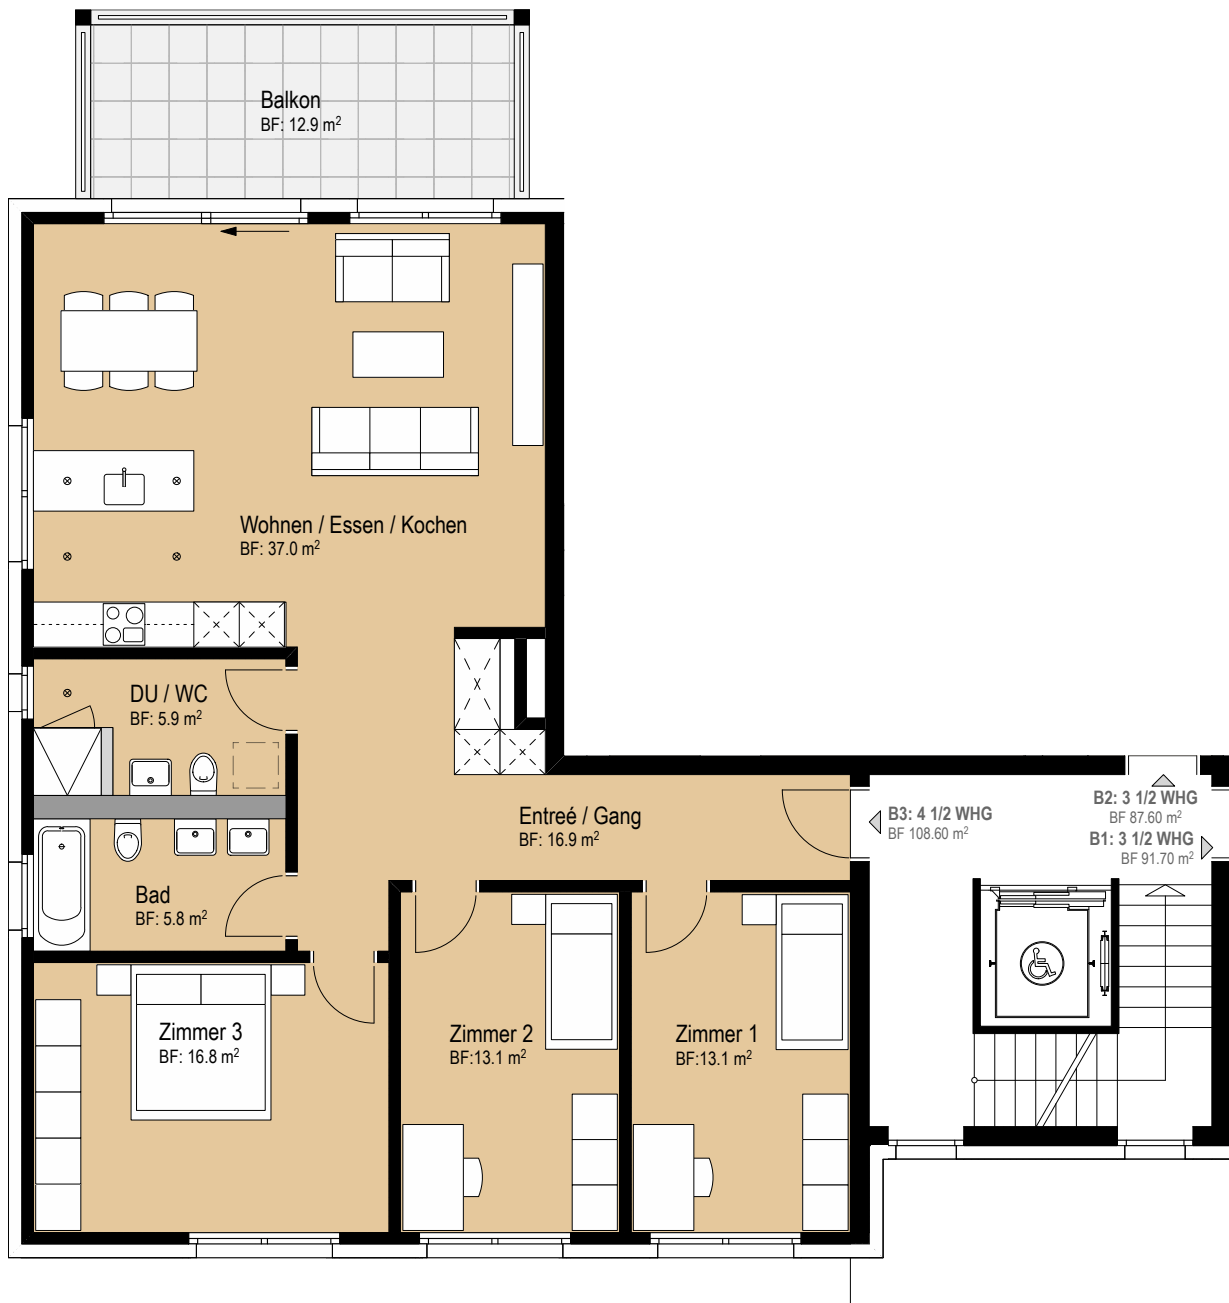 Balkon
BF: 12.9 m²
Wohnen / Essen / Kochen
BF: 37.0 m²
DU / WC
BF: 5.9 m²
Entreé / Gang
BF: 16.9 m²
B3: 4 1/2 WHG
BF 108.60 m²
B2: 3 1/2 WHG
BF 87.60 m²
B1: 3 1/2 WHG
BF 91.70 m²
Bad
BF: 5.8 m²
Zimmer 3
BF: 16.8 m²
Zimmer 2
BF:13.1 m²
Zimmer 1
BF:13.1 m²